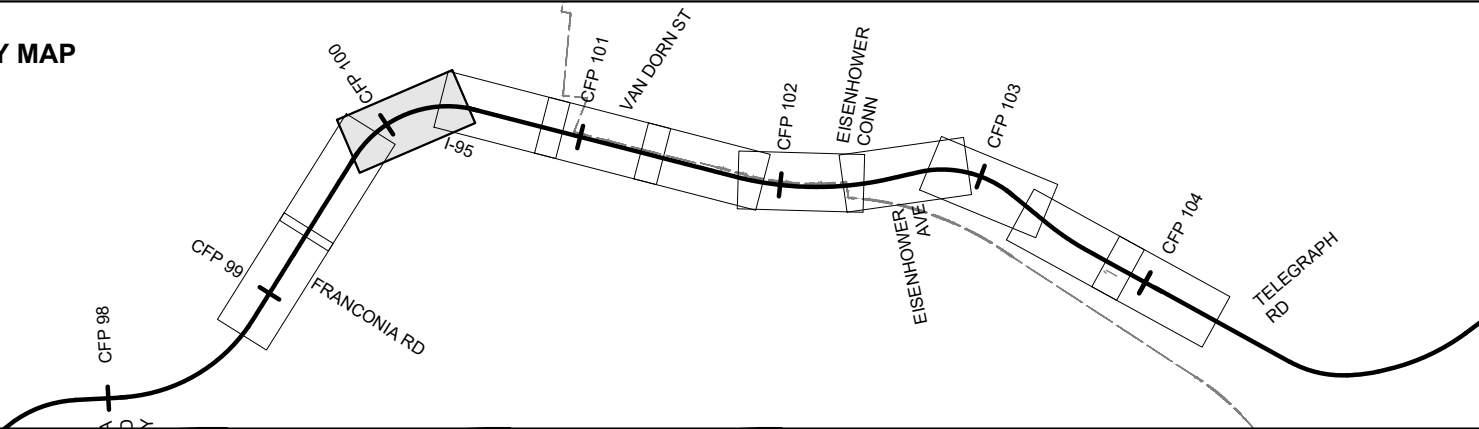 Y MAP
CFP 98
CFP 99
FRANCONIA RD
CFP 100
I-95
CFP 101
VAN DORN ST
CFP 102
EISENHOWER
CONN
EISENHOWER
AVE
CFP 103
CFP 104
TELEGRAPH
RD